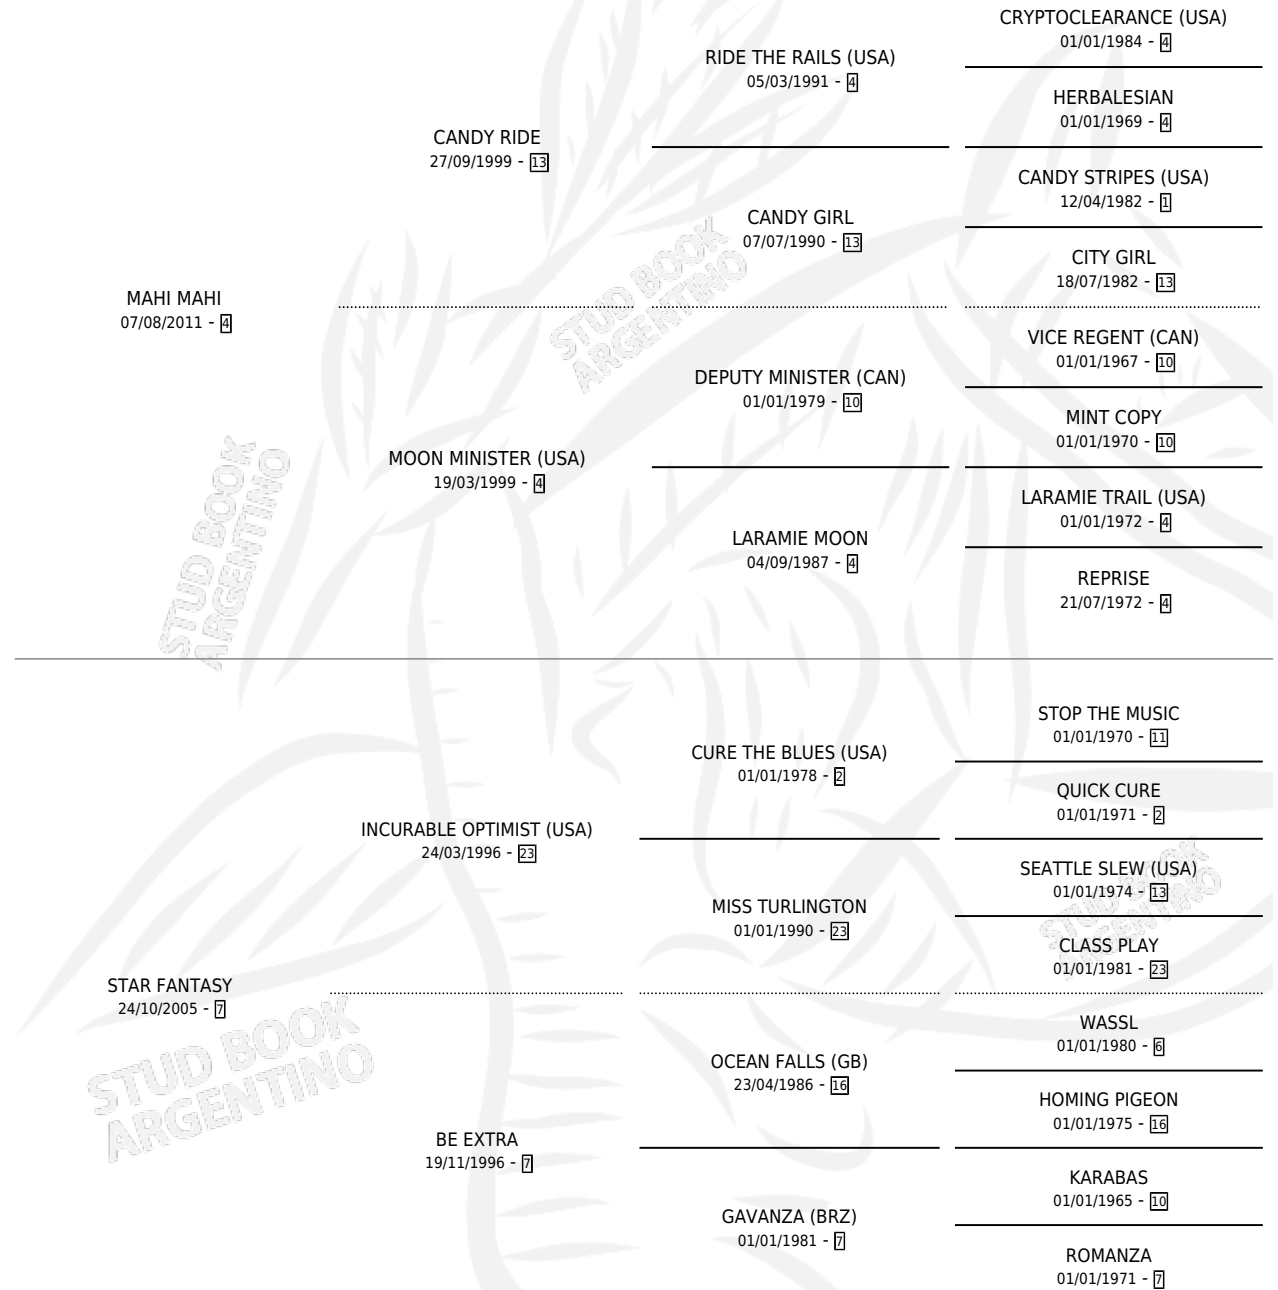 CRYPTOCLEARANCE (USA)
01/01/1984 - 4
RIDE THE RAILS (USA)
05/03/1991 - 4
HERBALESIAN
01/01/1969 - 4
CANDY RIDE
27/09/1999 - 13
CANDY STRIPES (USA)
12/04/1982 - 1
CANDY GIRL
07/07/1990 - 13
CITY GIRL
18/07/1982 - 13
MAHI MAHI
07/08/2011 - 4
STUD BOOK
ARGENTINO
VICE REGENT (CAN)
01/01/1967 - 10
DEPUTY MINISTER (CAN)
01/01/1979 - 10
MINT COPY
01/01/1970 - 10
MOON MINISTER (USA)
19/03/1999 - 4
LARAMIE TRAIL (USA)
01/01/1972 - 4
LARAMIE MOON
04/09/1987 - 4
REPRISE
21/07/1972 - 4
STUD BOOK
ARGENTINO
STOP THE MUSIC
01/01/1970 - 11
CURE THE BLUES (USA)
01/01/1978 - 2
QUICK CURE
01/01/1971 - 2
INCURABLE OPTIMIST (USA)
24/03/1996 - 23
SEATTLE SLEW (USA)
01/01/1974 - 13
MISS TURLINGTON
01/01/1990 - 23
STUD BOOK
ARGENTINO
CLASS PLAY
01/01/1981 - 23
STAR FANTASY
24/10/2005 - 7
WASSL
01/01/1980 - 6
OCEAN FALLS (GB)
23/04/1986 - 16
STUD BOOK
ARGENTINO
HOMING PIGEON
01/01/1975 - 16
BE EXTRA
19/11/1996 - 7
KARABAS
01/01/1965 - 10
GAVANZA (BRZ)
01/01/1981 - 7
ROMANZA
01/01/1971 - 7